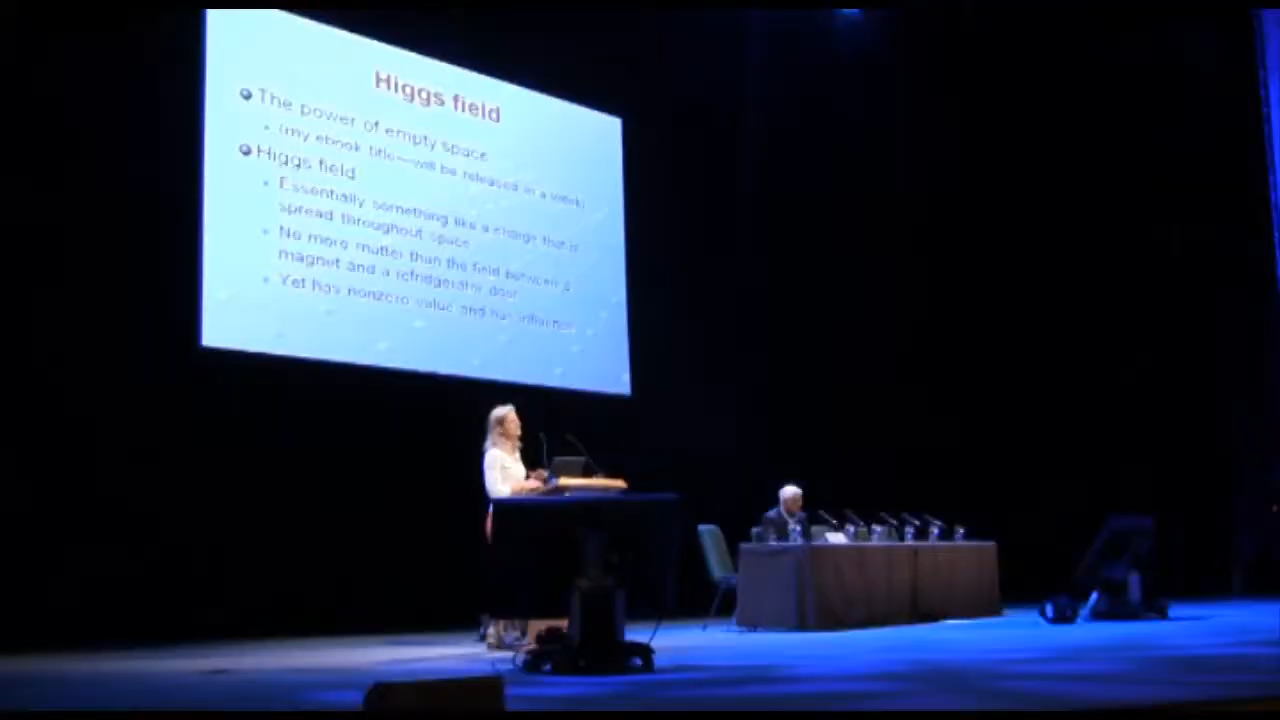 Higgs field
The power of empty space
(my ebook title—will be released in a week)
Higgs field
Essentially something like a charge that is
spread throughout space
No more matter than the field between a
magnet and a refridgerator door
Yet has nonzero value and has influence